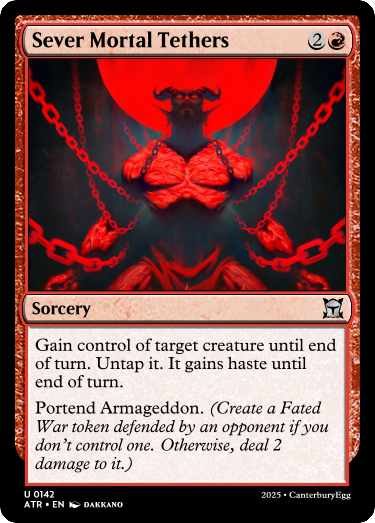 Sever Mortal Tethers 2
Sorcery
Gain control of target creature until end
of turn. Untap it. It gains haste until
end of turn.
Portend Armageddon. (Create a Fated
War token defended by an opponent if you
don't control one. Otherwise, deal 2
damage to it.)
U 0142
ATR • EN DAKKANO
2025 • CanterburyEgg